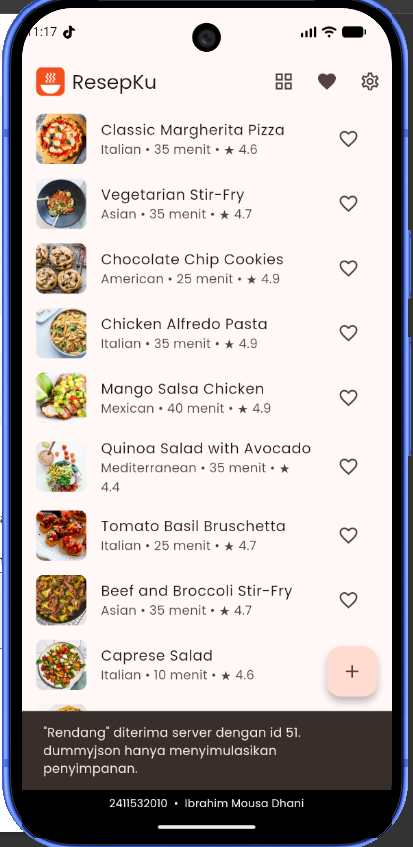 11:17
ResepKu
Classic Margherita Pizza
Italian • 35 menit • ★ 4.6
Vegetarian Stir-Fry
Asian • 35 menit • ★ 4.7
Chocolate Chip Cookies
American • 25 menit • ★ 4.9
Chicken Alfredo Pasta
Italian • 35 menit • ★ 4.9
Mango Salsa Chicken
Mexican • 40 menit • ★ 4.9
Quinoa Salad with Avocado
Mediterranean • 35 menit • ★
4.4
Tomato Basil Bruschetta
Italian • 25 menit • ★ 4.7
Beef and Broccoli Stir-Fry
Asian • 35 menit • ★ 4.7
Caprese Salad
Italian • 10 menit • ★ 4.6
+
"Rendang" diterima server dengan id 51.
dummyjson hanya menyimulasikan
penyimpanan.
2411532010 • Ibrahim Mousa Dhani